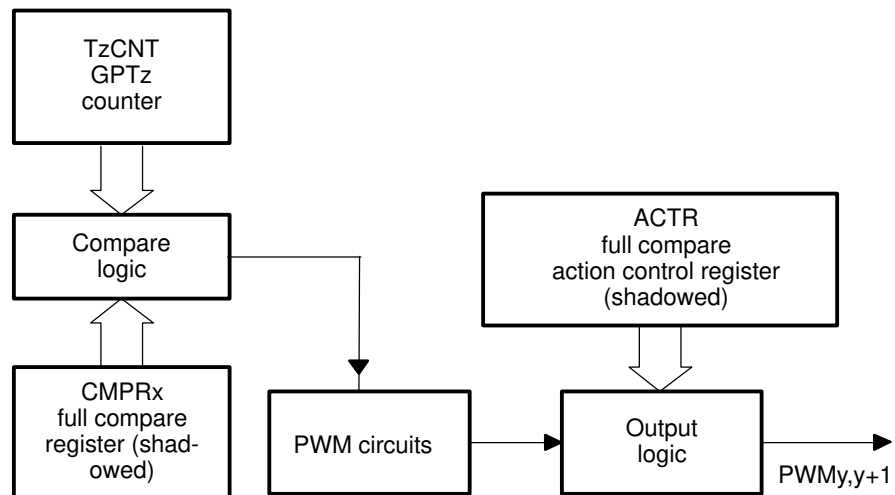 TzCNT
GPTz
counter
Compare
logic
ACTR
full compare
action control register
(shadowed)
CMPRx
full compare
register (shad-
owed)
PWM circuits
Output
logic
PWMy,y+1